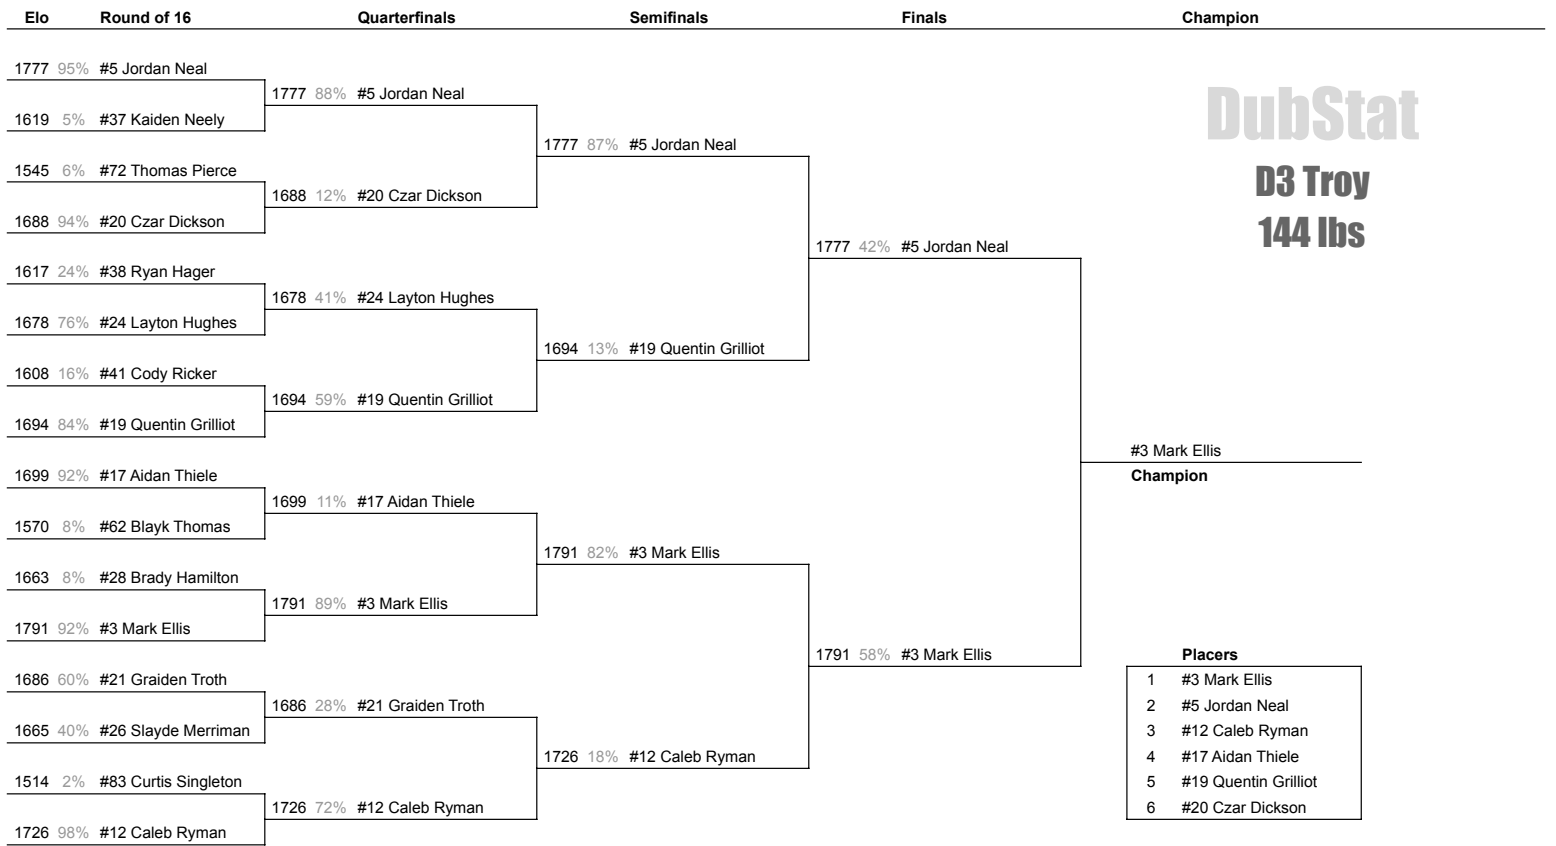 Elo Round of 16 Quarterfinals Semifinals Finals Champion
1777 95% #5 Jordan Neal
1777 88% #5 Jordan Neal
DubStat
1619 5% #37 Kaiden Neely
1777 87% #5 Jordan Neal
1545 6% #72 Thomas Pierce
D3 Troy
1688 12% #20 Czar Dickson
1688 94% #20 Czar Dickson
144 lbs
1777 42% #5 Jordan Neal
1617 24% #38 Ryan Hager
1678 41% #24 Layton Hughes
1678 76% #24 Layton Hughes
1694 13% #19 Quentin Grilliot
1608 16% #41 Cody Ricker
1694 59% #19 Quentin Grilliot
1694 84% #19 Quentin Grilliot
#3 Mark Ellis
1699 92% #17 Aidan Thiele
Champion
1699 11% #17 Aidan Thiele
1570 8% #62 Blayk Thomas
1791 82% #3 Mark Ellis
1663 8% #28 Brady Hamilton
1791 89% #3 Mark Ellis
1791 92% #3 Mark Ellis
1791 58% #3 Mark Ellis
Placers
1686 60% #21 Graiden Troth
1 #3 Mark Ellis
1686 28% #21 Graiden Troth
2 #5 Jordan Neal
1665 40% #26 Slayde Merriman
3 #12 Caleb Ryman
1726 18% #12 Caleb Ryman
4 #17 Aidan Thiele
1514 2% #83 Curtis Singleton
5 #19 Quentin Grilliot
1726 72% #12 Caleb Ryman
6 #20 Czar Dickson
1726 98% #12 Caleb Ryman